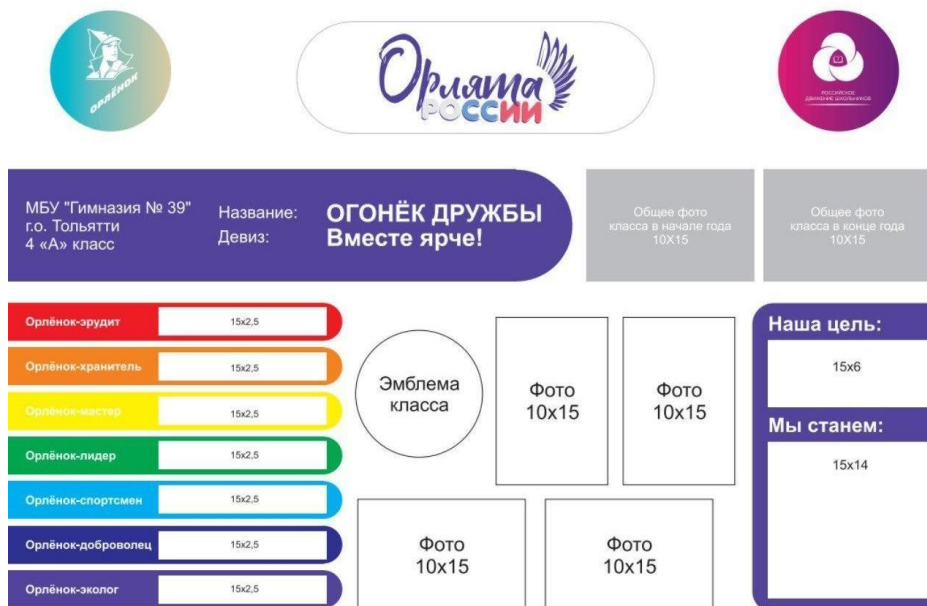 ОРЛЁНОК
Орлята
РОССИИ
РОССИЙСКОЕ
ДВИЖЕНИЕ ШКОЛЬНИКОВ
МБУ "Гимназия № 39"
г.о. Тольятти
4 «А» класс
Название: ОГОНЁК ДРУЖБЫ
Девиз: Вместе ярче!
Общее фото
класса в начале года
10Х15
Общее фото
класса в конце года
10Х15
Орлёнок-эрудит 15х2,5
Орлёнок-хранитель 15х2,5
Орлёнок-мастер 15х2,5
Орлёнок-лидер 15х2,5
Орлёнок-спортсмен 15х2,5
Орлёнок-доброволец 15х2,5
Орлёнок-эколог 15х2,5
Эмблема
класса
Фото
10х15
Фото
10х15
Фото
10х15
Фото
10х15
Наша цель:
15х6
Мы станем:
15х14